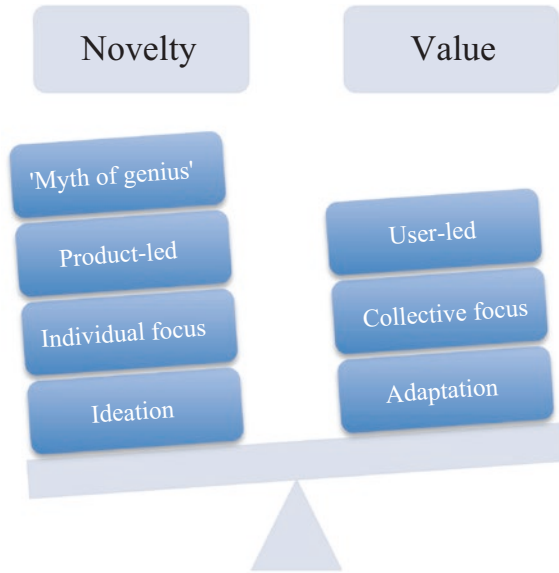 Novelty
Value
'Myth of genius'
Product-led
Individual focus
Ideation
User-led
Collective focus
Adaptation